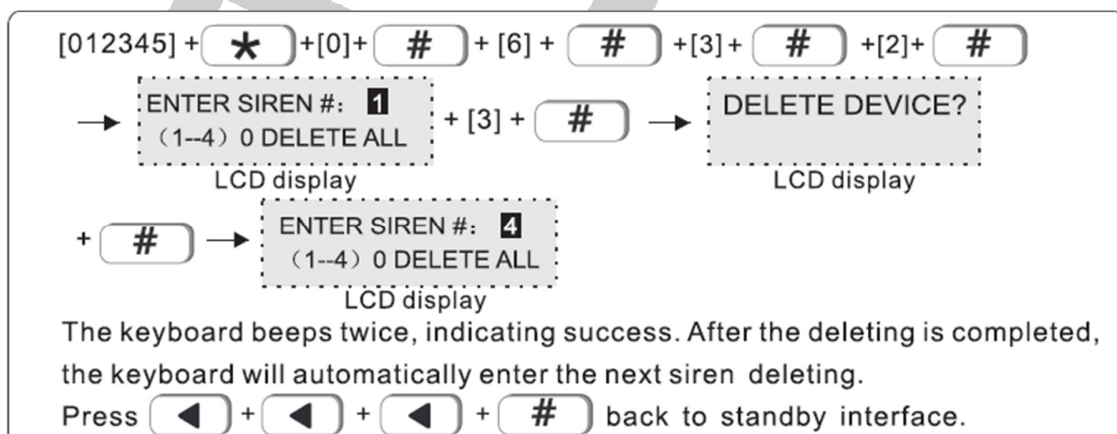 [012345] + * +[0]+ # + [6] + # +[3]+ # +[2]+ #
→ ENTER SIREN #: 1 + [3] + # → DELETE DEVICE?
(1--4) 0 DELETE ALL
LCD display LCD display
+ # → ENTER SIREN #: 4
(1--4) 0 DELETE ALL
LCD display
The keyboard beeps twice, indicating success. After the deleting is completed,
the keyboard will automatically enter the next siren deleting.
Press ◀ + ◀ + ◀ + # back to standby interface.